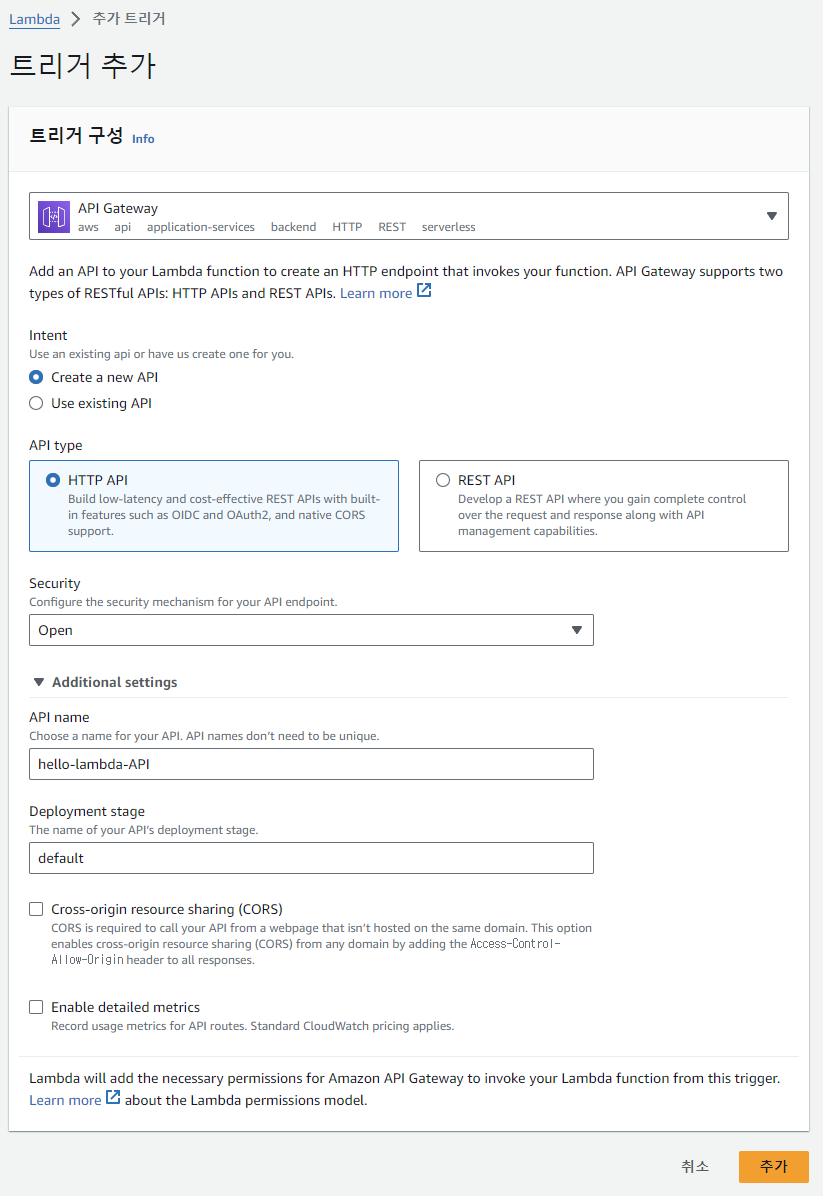 Lambda > 추가 트리거
트리거 추가
트리거 구성 Info
API Gateway
aws api application-services backend HTTP REST serverless
Add an API to your Lambda function to create an HTTP endpoint that invokes your function. API Gateway supports two
types of RESTful APIs: HTTP APIs and REST APIs. Learn more
Intent
Use an existing api or have us create one for you.
Create a new API
Use existing API
API type
HTTP API
Build low-latency and cost-effective REST APIs with built-
in features such as OIDC and OAuth2, and native CORS
support.
REST API
Develop a REST API where you gain complete control
over the request and response along with API
management capabilities.
Security
Configure the security mechanism for your API endpoint.
Open
Additional settings
API name
Choose a name for your API. API names don't need to be unique.
hello-lambda-API
Deployment stage
The name of your API's deployment stage.
default
Cross-origin resource sharing (CORS)
CORS is required to call your API from a webpage that isn't hosted on the same domain. This option
enables cross-origin resource sharing (CORS) from any domain by adding the Access-Control-
Allow-Origin header to all responses.
Enable detailed metrics
Record usage metrics for API routes. Standard CloudWatch pricing applies.
Lambda will add the necessary permissions for Amazon API Gateway to invoke your Lambda function from this trigger.
Learn more about the Lambda permissions model.
취소 추가